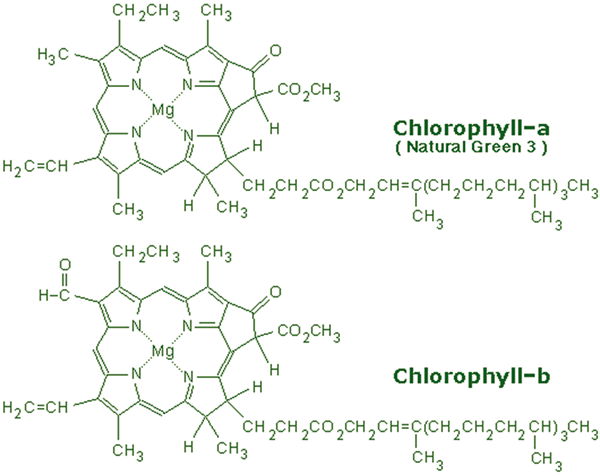 CH₂CH₃
CH₃
H₃C
O
N
N
CO₂CH₃
Mg
H
N
N
Chlorophyll-a
( Natural Green 3 )
H
H₂C=CH
CH₂CH₂CO₂CH₂CH=C(CH₂CH₂CH₂CH)₃CH₃
CH₃
H
CH₃
CH₃
CH₃
O
CH₂CH₃
CH₃
H
O
N
N
CO₂CH₃
Mg
H
N
N
Chlorophyll-b
H
H₂C=CH
CH₂CH₂CO₂CH₂CH=C(CH₂CH₂CH₂CH)₃CH₃
CH₃
H
CH₃
CH₃
CH₃